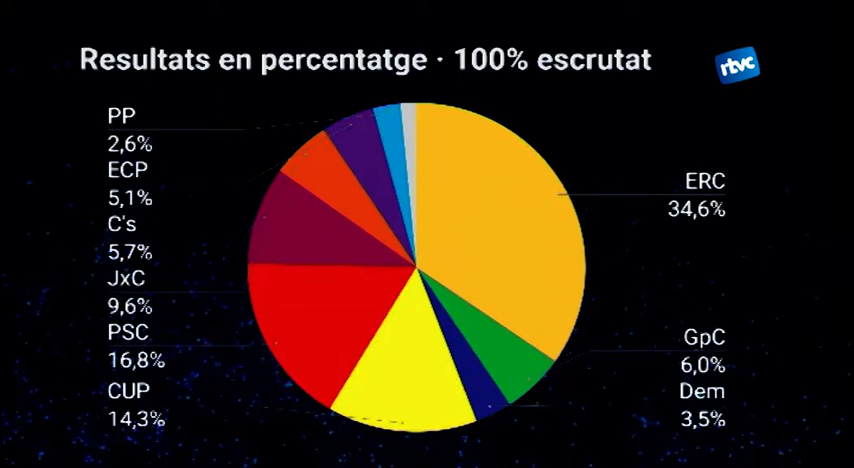 Resultats en percentatge · 100% escrutat
rtvc
PP
2,6%
ECP
5,1%
C's
5,7%
JxC
9,6%
PSC
16,8%
CUP
14,3%
ERC
34,6%
GpC
6,0%
Dem
3,5%